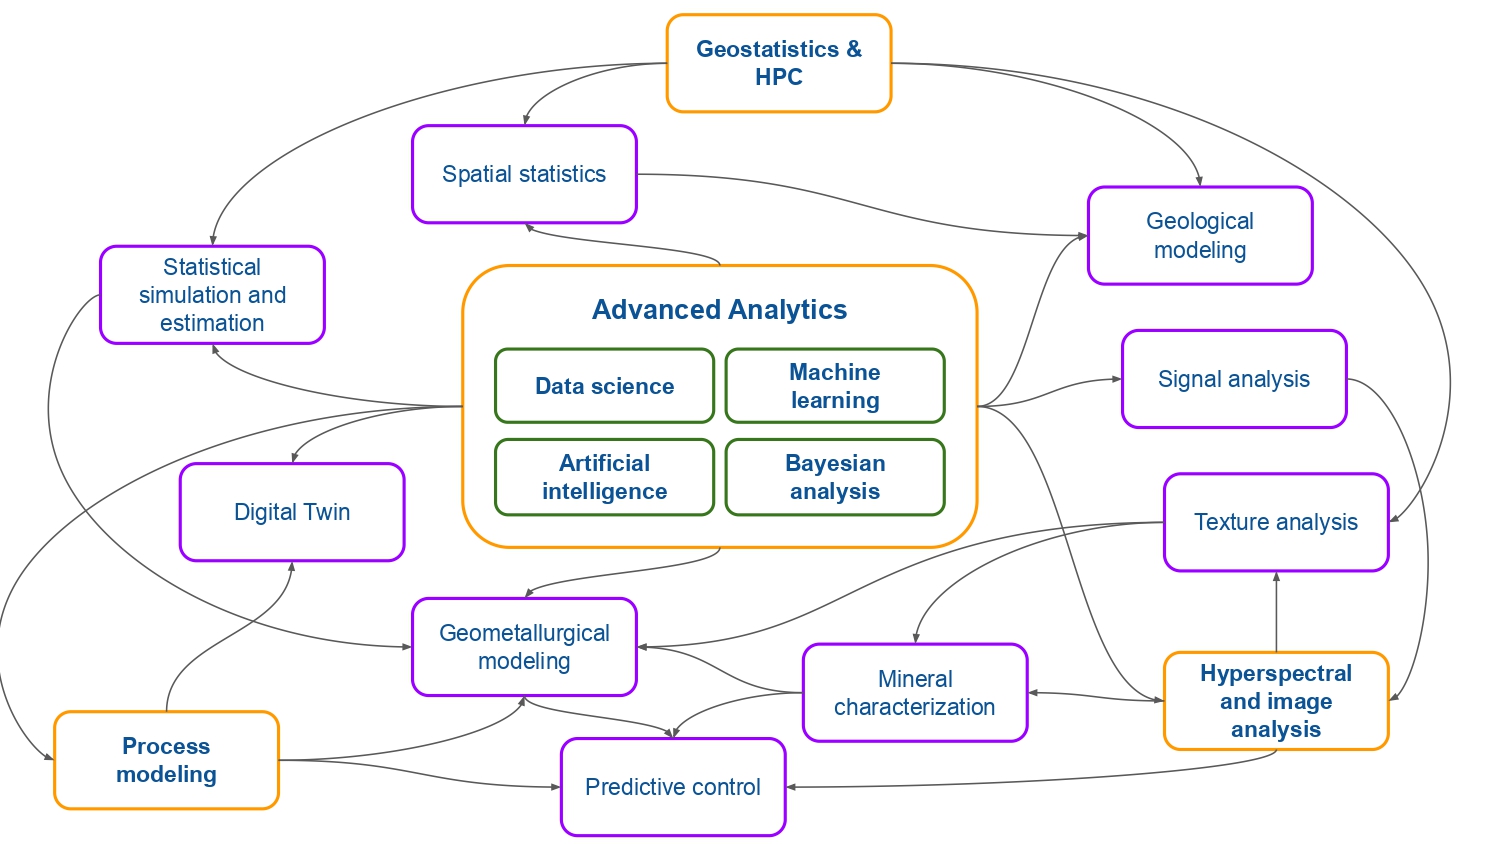 Geostatistics &
HPC
Spatial statistics
Geological
modeling
Statistical
simulation and
estimation
Advanced Analytics
Data science
Machine
learning
Artificial
intelligence
Bayesian
analysis
Signal analysis
Digital Twin
Texture analysis
Geometallurgical
modeling
Mineral
characterization
Hyperspectral
and image
analysis
Process
modeling
Predictive control